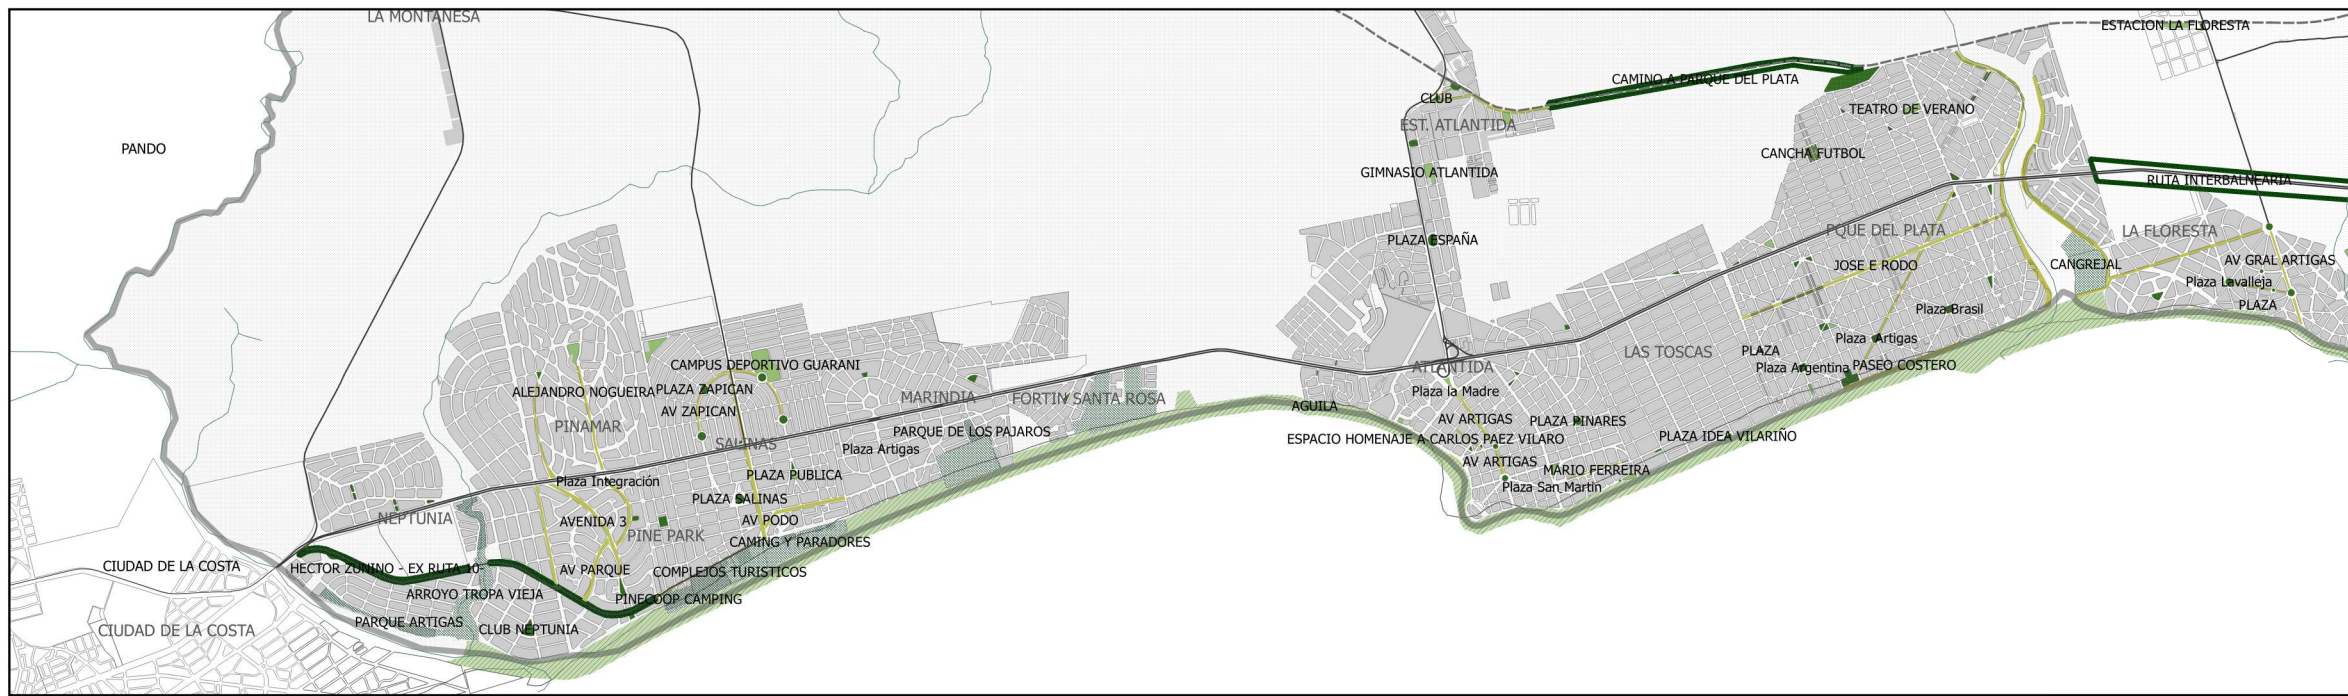 LA MONTAÑESA
ESTACION LA FLORESTA
CAMINO A PARQUE DEL PLATA
CLUB
TEATRO DE VERANO
EST. ATLANTIDA
PANDO
CANCHA FUTBOL
GIMNASIO ATLANTIDA
RUTA INTERBALNEARIA
PLAZA ESPAÑA
PQUE DEL PLATA
LA FLORESTA
JOSE E RODO
CANGREJAL
AV GRAL ARTIGAS
Plaza Lavalleja
PLAZA
Plaza Brasil
Plaza Artigas
PLAZA
LAS TOSCAS
Plaza Argentina
PASEO COSTERO
CAMPUS DEPORTIVO GUARANI
ATLANTIDA
ALEJANDRO NOGUEIRA
PLAZA ZAPICAN
Plaza la Madre
MARINDIA
FORTIN SANTA ROSA
AGUILA
AV ZAPICAN
AV ARTIGAS
PLAZA PINARES
PINAMAR
PARQUE DE LOS PAJAROS
SALINAS
ESPACIO HOMENAJE A CARLOS PAEZ VILARO
PLAZA IDEA VILARIÑO
Plaza Artigas
AV ARTIGAS
MARIO FERREIRA
PLAZA PUBLICA
Plaza Integración
Plaza San Martín
PLAZA SALINAS
NEPTUNIA
AVENIDA 3
AV PODO
PINE PARK
CAMING Y PARADORES
CIUDAD DE LA COSTA
HECTOR ZUNINO - EX RUTA 10-
AV PARQUE
COMPLEJOS TURISTICOS
ARROYO TROPA VIEJA
PINECOOP CAMPING
PARQUE ARTIGAS
CLUB NEPTUNIA
CIUDAD DE LA COSTA